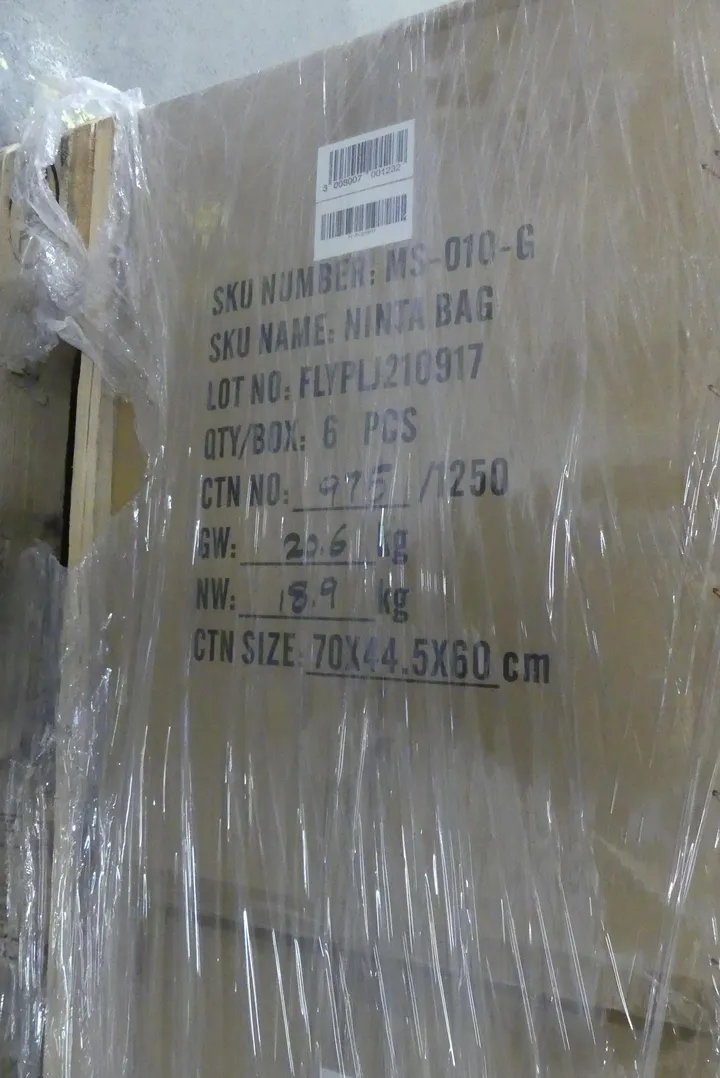 SKU NUMBER: MS-010-G
SKU NAME: NINJA BAG
LOT NO: FLYPLJ210917
QTY/BOX: 6 PCS
CTN NO: 975 /1250
GW: 20.6 kg
NW: 18.9 kg
CTN SIZE: 70X44.5X60 cm